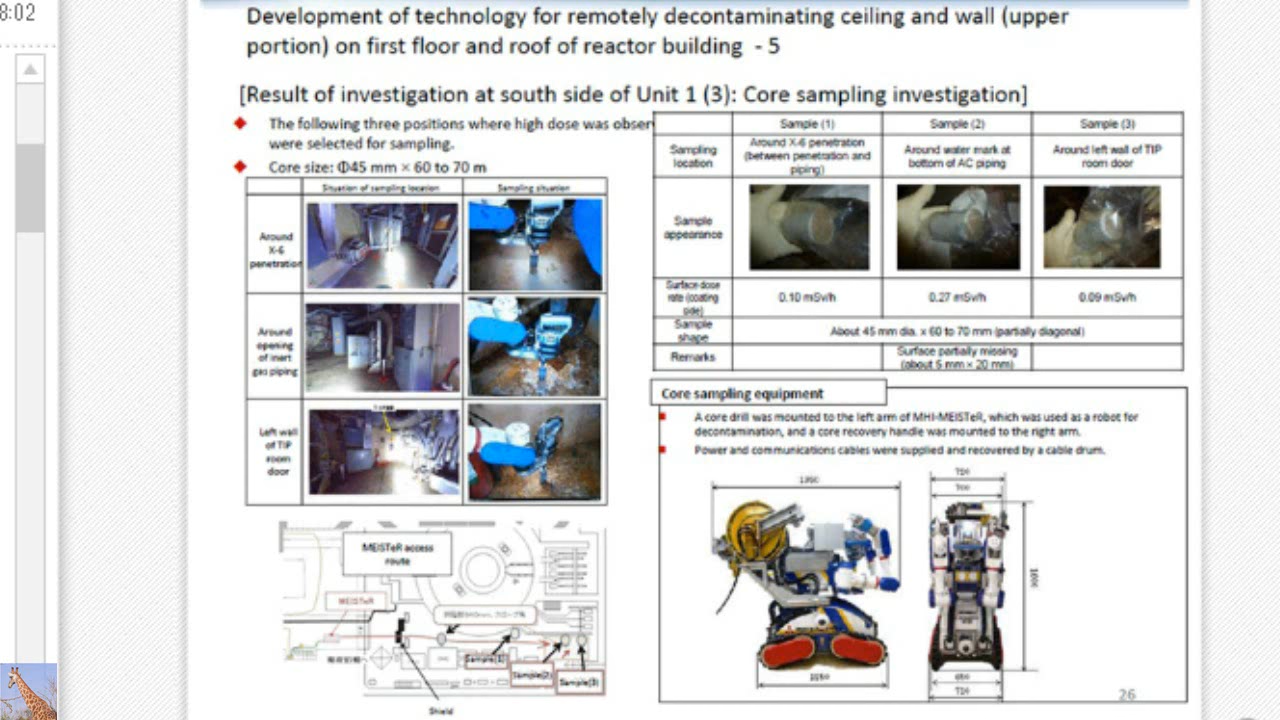 8:02
Development of technology for remotely decontaminating ceiling and wall (upper
portion) on first floor and roof of reactor building - 5
[Result of investigation at south side of Unit 1 (3): Core sampling investigation]
The following three positions where high dose was obser
were selected for sampling.
Core size: Φ45 mm × 60 to 70 m
Situation of sampling location
Sampling situation
Around
X-6
penetration
Around
opening
of inert
gas piping
Left wall
of TIP
room
door
Sample (1)
Sample (2)
Sample (3)
Sampling
location
Around X-6 penetration
(between penetration and
piping)
Around water mark at
bottom of AC piping
Around left wall of TIP
room door
Sample
appearance
Surface dose
rate (coating
side)
0.10 mSv/h
0.27 mSv/h
0.09 mSv/h
Sample
shape
About 45 mm dia. x 60 to 70 mm (partially diagonal)
Remarks
Surface partially missing
(about 5 mm × 20 mm)
Core sampling equipment
A core drill was mounted to the left arm of MHI-MEISTeR, which was used as a robot for
decontamination, and a core recovery handle was mounted to the right arm.
Power and communications cables were supplied and recovered by a cable drum.
MEISTeR access
route
MEISTeR
Sample(1)
Sample(2)
Sample(3)
Shield
700
26